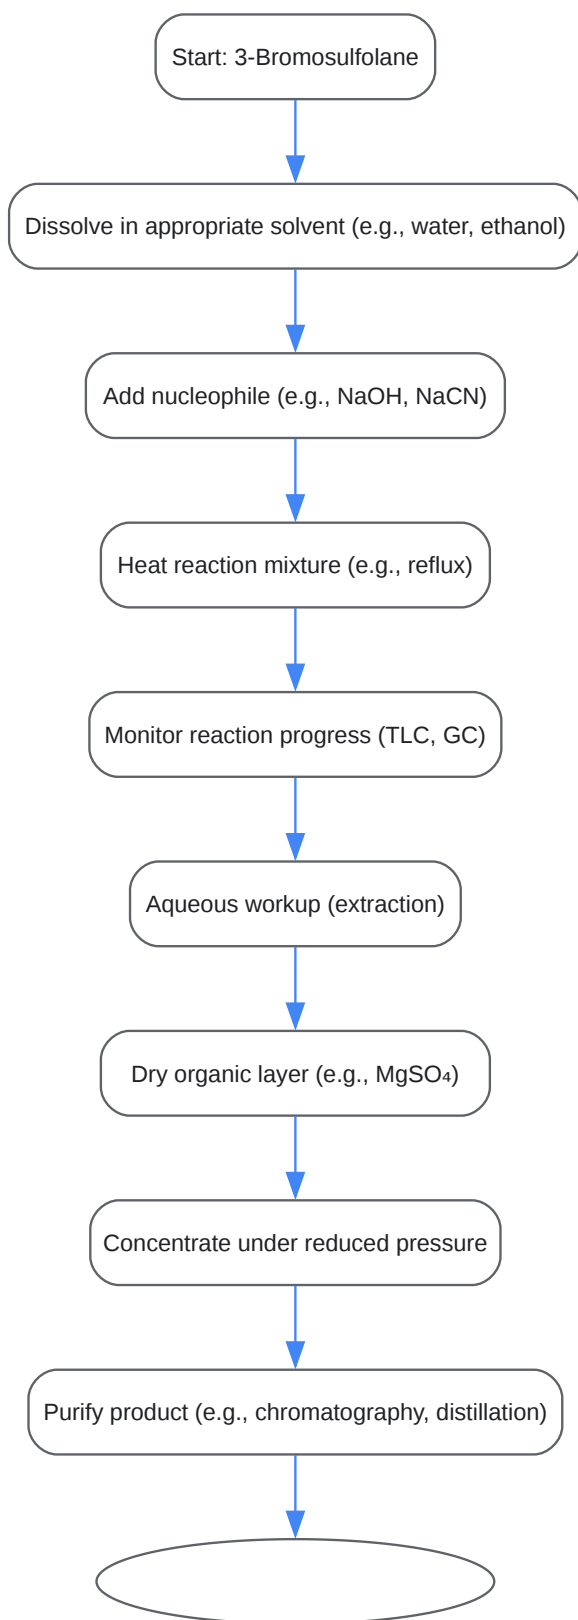 Start: 3-Bromosulfolane
Dissolve in appropriate solvent (e.g., water, ethanol)
Add nucleophile (e.g., NaOH, NaCN)
Heat reaction mixture (e.g., reflux)
Monitor reaction progress (TLC, GC)
Aqueous workup (extraction)
Dry organic layer (e.g., MgSO₄)
Concentrate under reduced pressure
Purify product (e.g., chromatography, distillation)